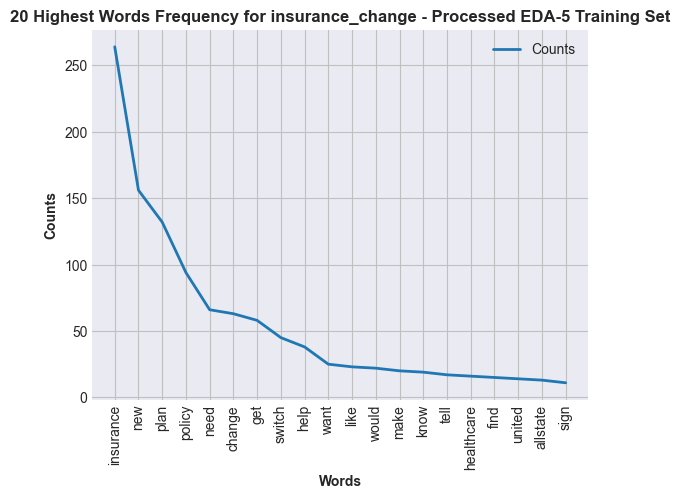 20 Highest Words Frequency for insurance_change - Processed EDA-5 Training Set
Counts
250
200
150
100
50
0
Counts
insurance
new
plan
policy
need
change
get
switch
help
want
like
would
make
know
tell
healthcare
find
united
allstate
sign
Words